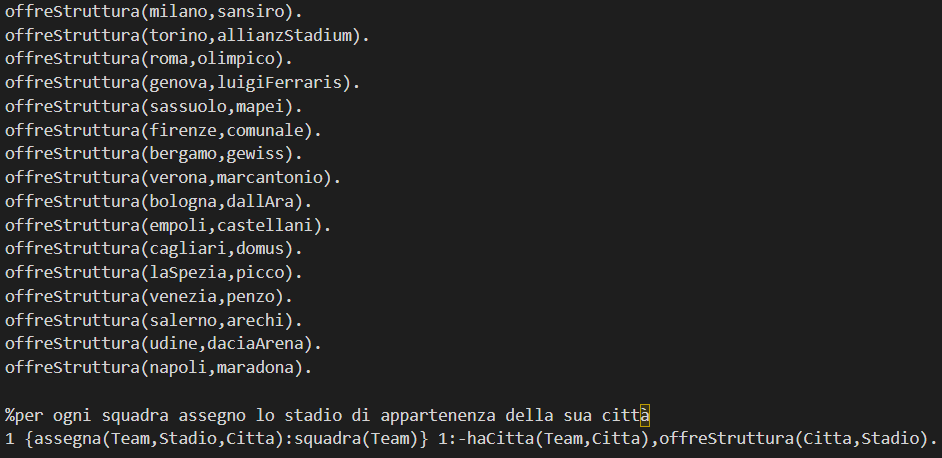 offreStruttura(milano,sansiro).
offreStruttura(torino,allianzStadium).
offreStruttura(roma,olimpico).
offreStruttura(genova,luigiFerraris).
offreStruttura(sassuolo,mapei).
offreStruttura(firenze,comunale).
offreStruttura(bergamo,gewiss).
offreStruttura(verona,marcantonio).
offreStruttura(bologna,dallAra).
offreStruttura(empoli,castellani).
offreStruttura(cagliari,domus).
offreStruttura(laSpezia,picco).
offreStruttura(venezia,penzo).
offreStruttura(salerno,arechi).
offreStruttura(udine,daciaArena).
offreStruttura(napoli,maradona).
%per ogni squadra assegno lo stadio di appartenenza della sua città
1 {assegna(Team,Stadio,Citta):squadra(Team)} 1:-haCitta(Team,Citta),offreStruttura(Citta,Stadio).